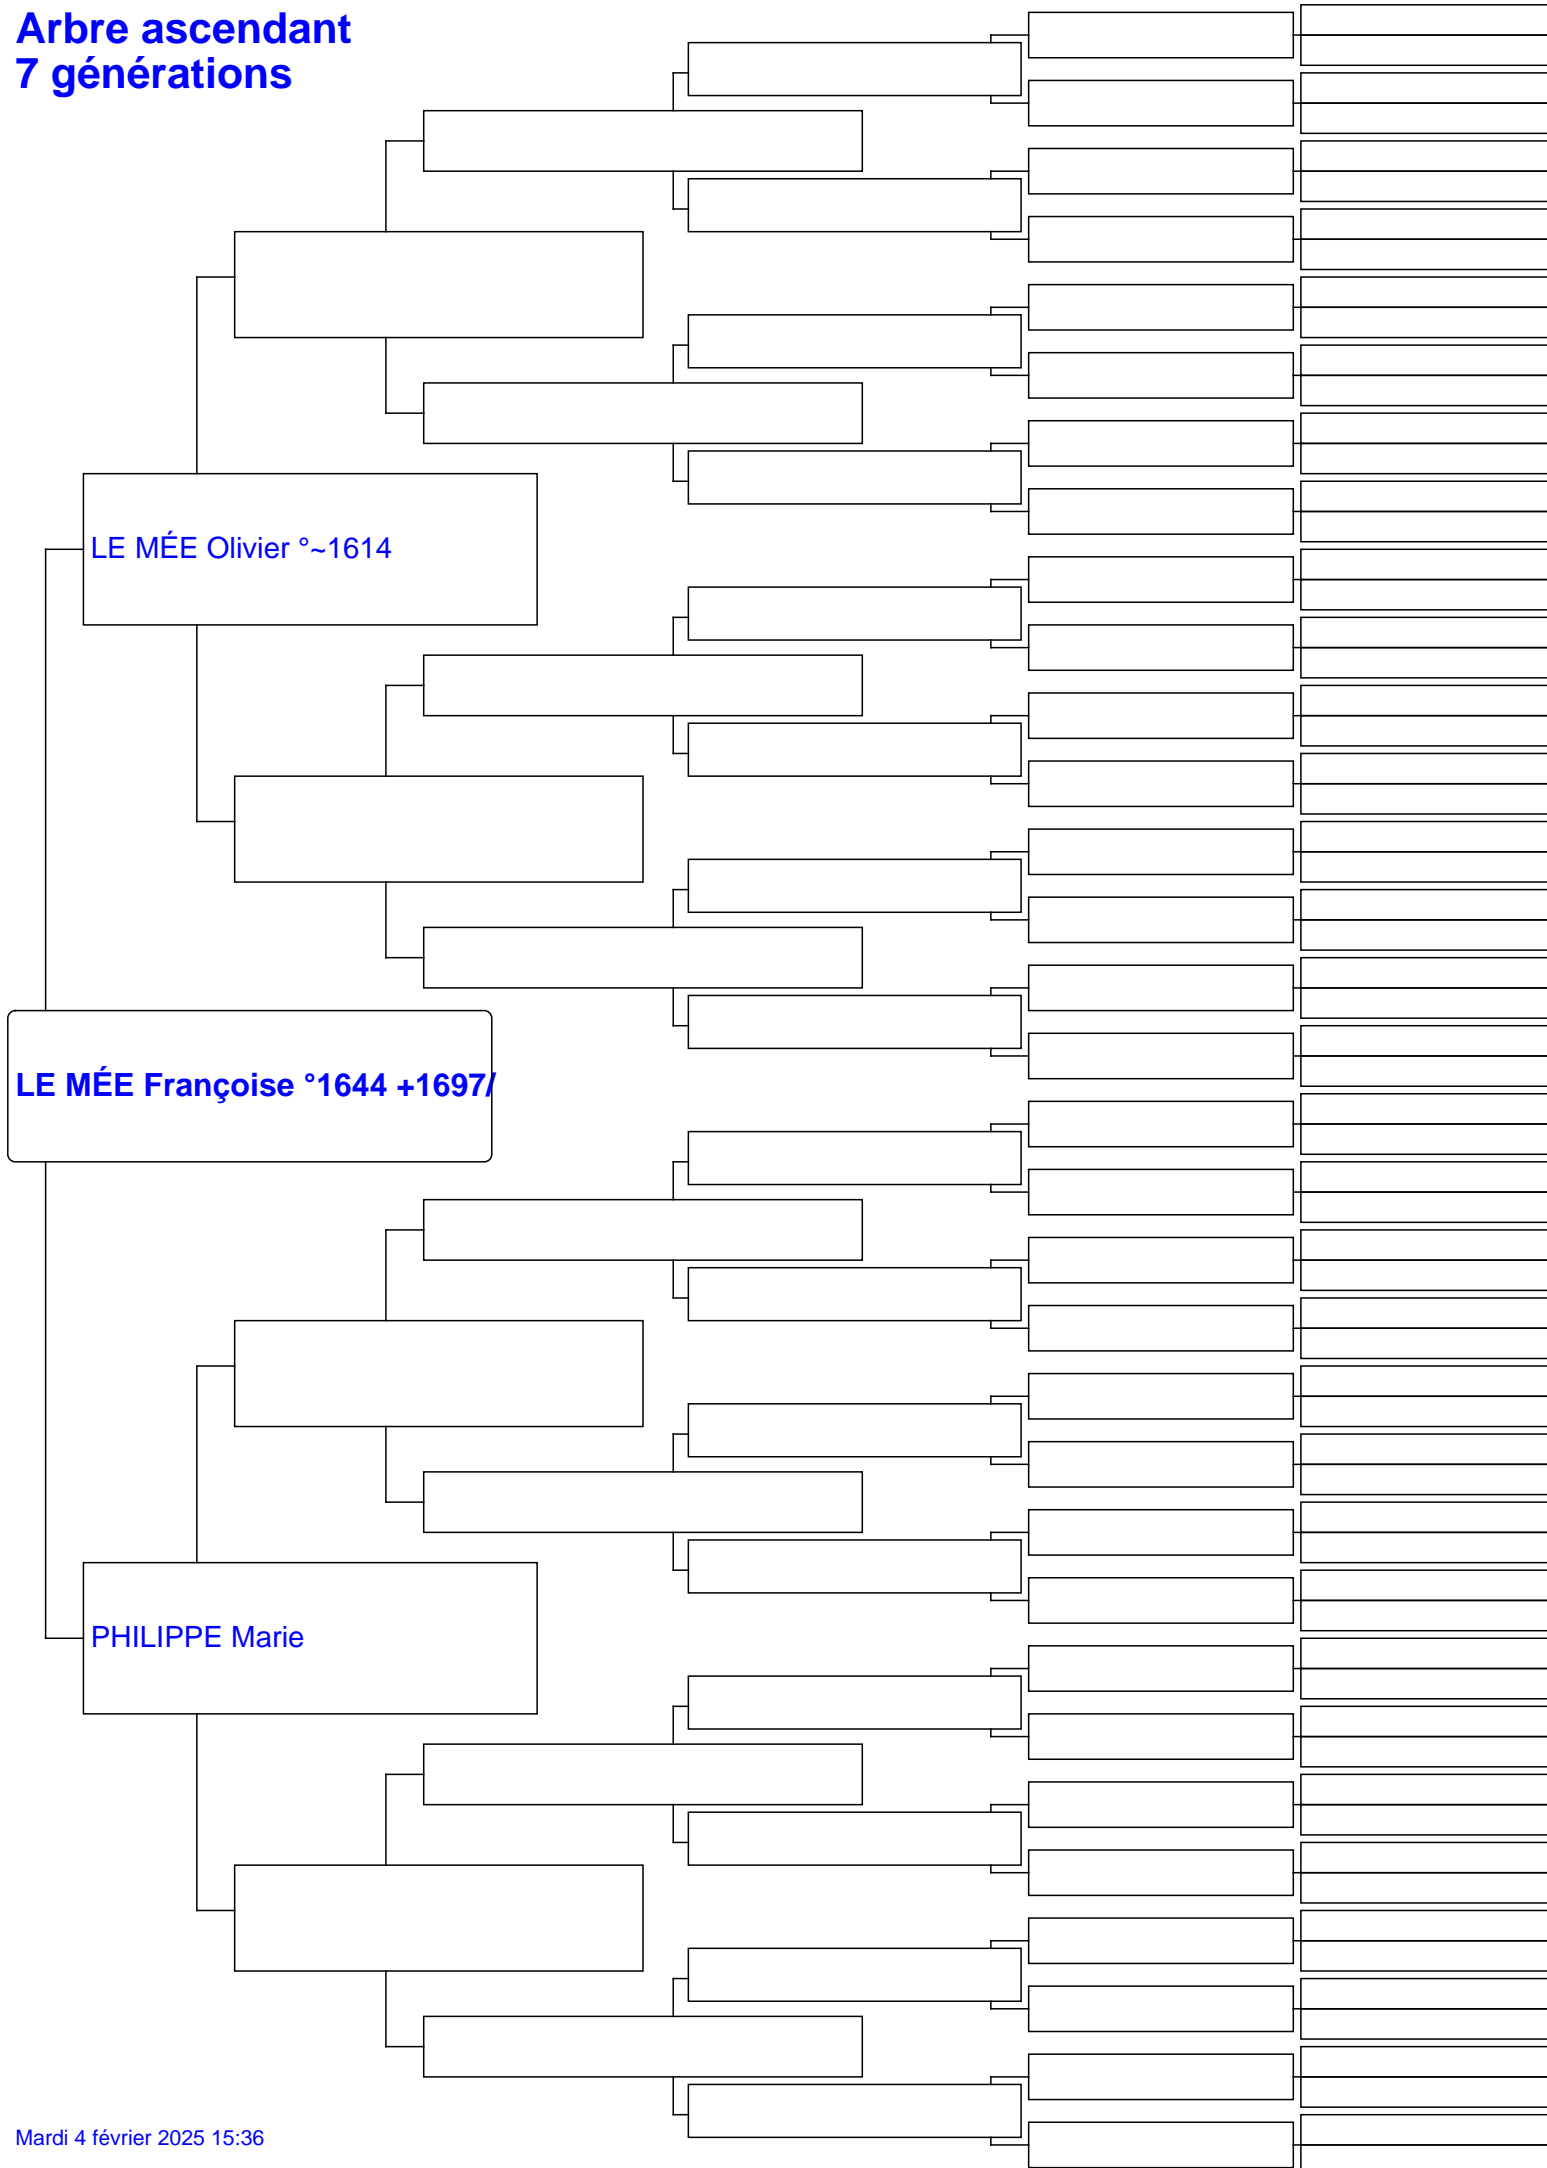 Arbre ascendant
7 générations
LE MÉE Olivier °~1614
LE MÉE Françoise °1644 +1697/
PHILIPPE Marie
Mardi 4 février 2025 15:36